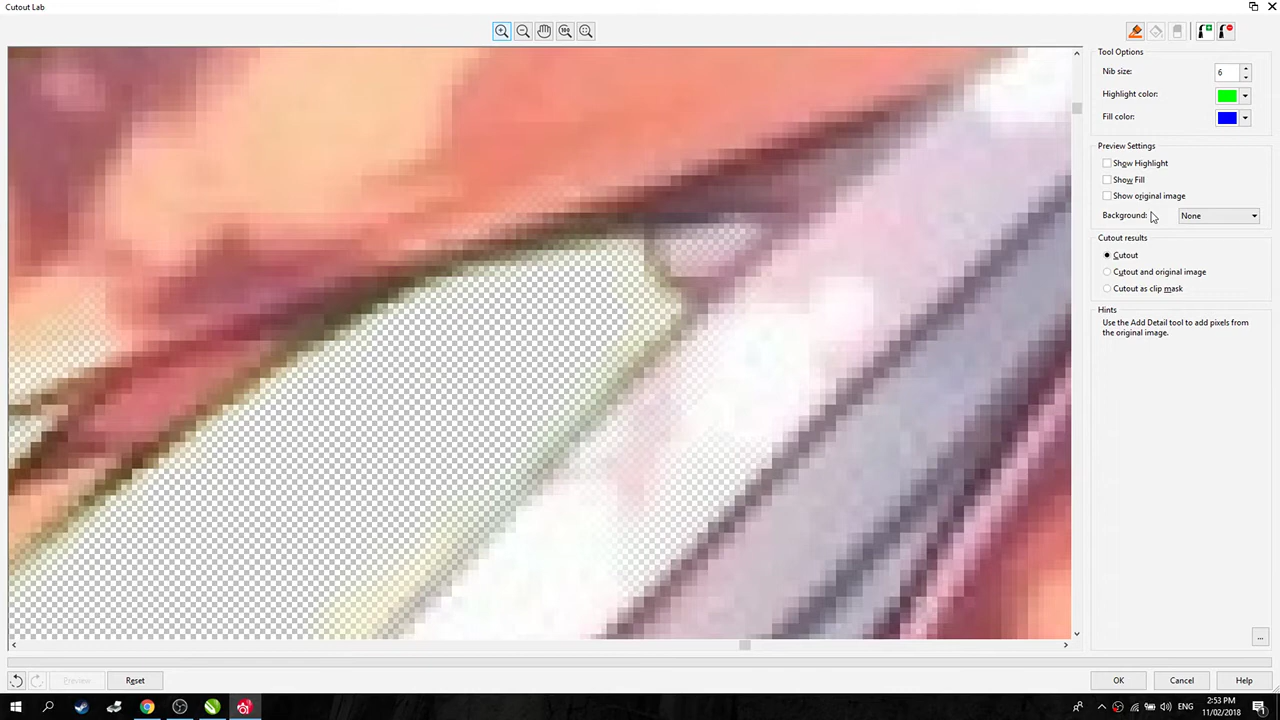 Cutout Lab
100
Tool Options
Nib size: 6
Highlight color:
Fill color:
Preview Settings
Show Highlight
Show Fill
Show original image
Background: None
Cutout results
Cutout
Cutout and original image
Cutout as clip mask
Hints
Use the Add Detail tool to add pixels from
the original image.
...
Preview
Reset
OK
Cancel
Help
ENG
2:53 PM
11/02/2018